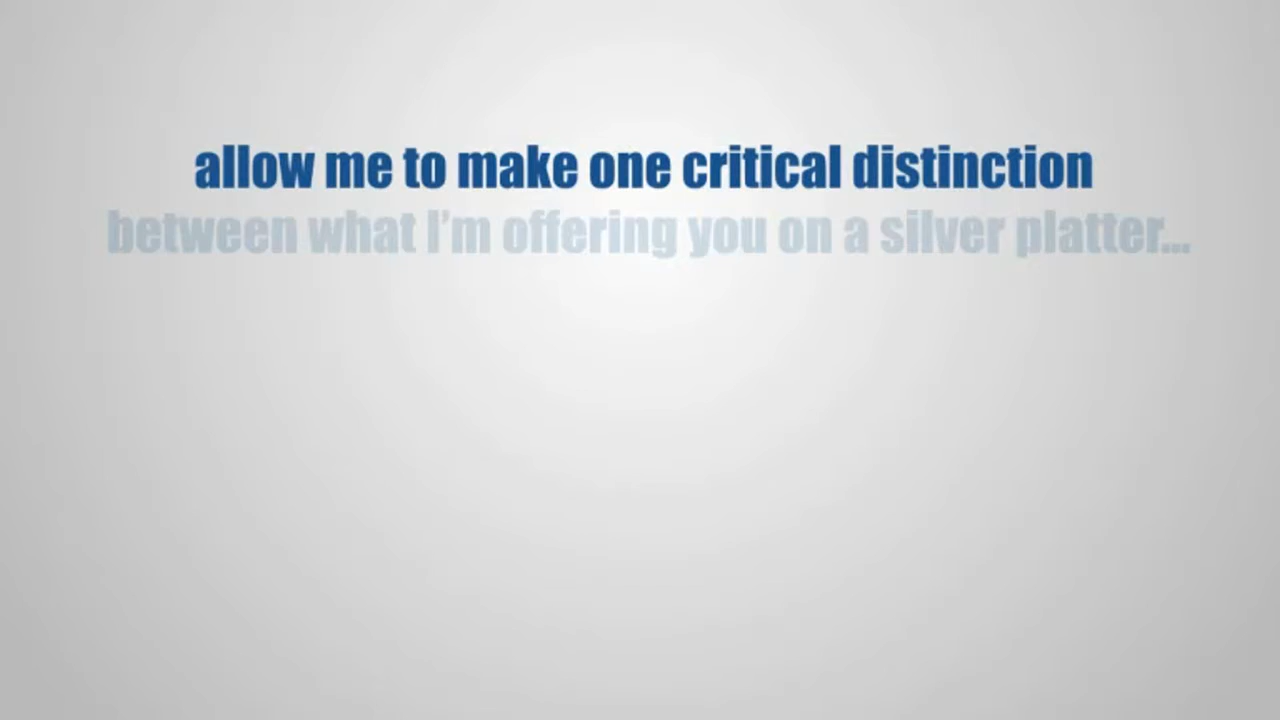 allow me to make one critical distinction
between what I'm offering you on a silver platter...